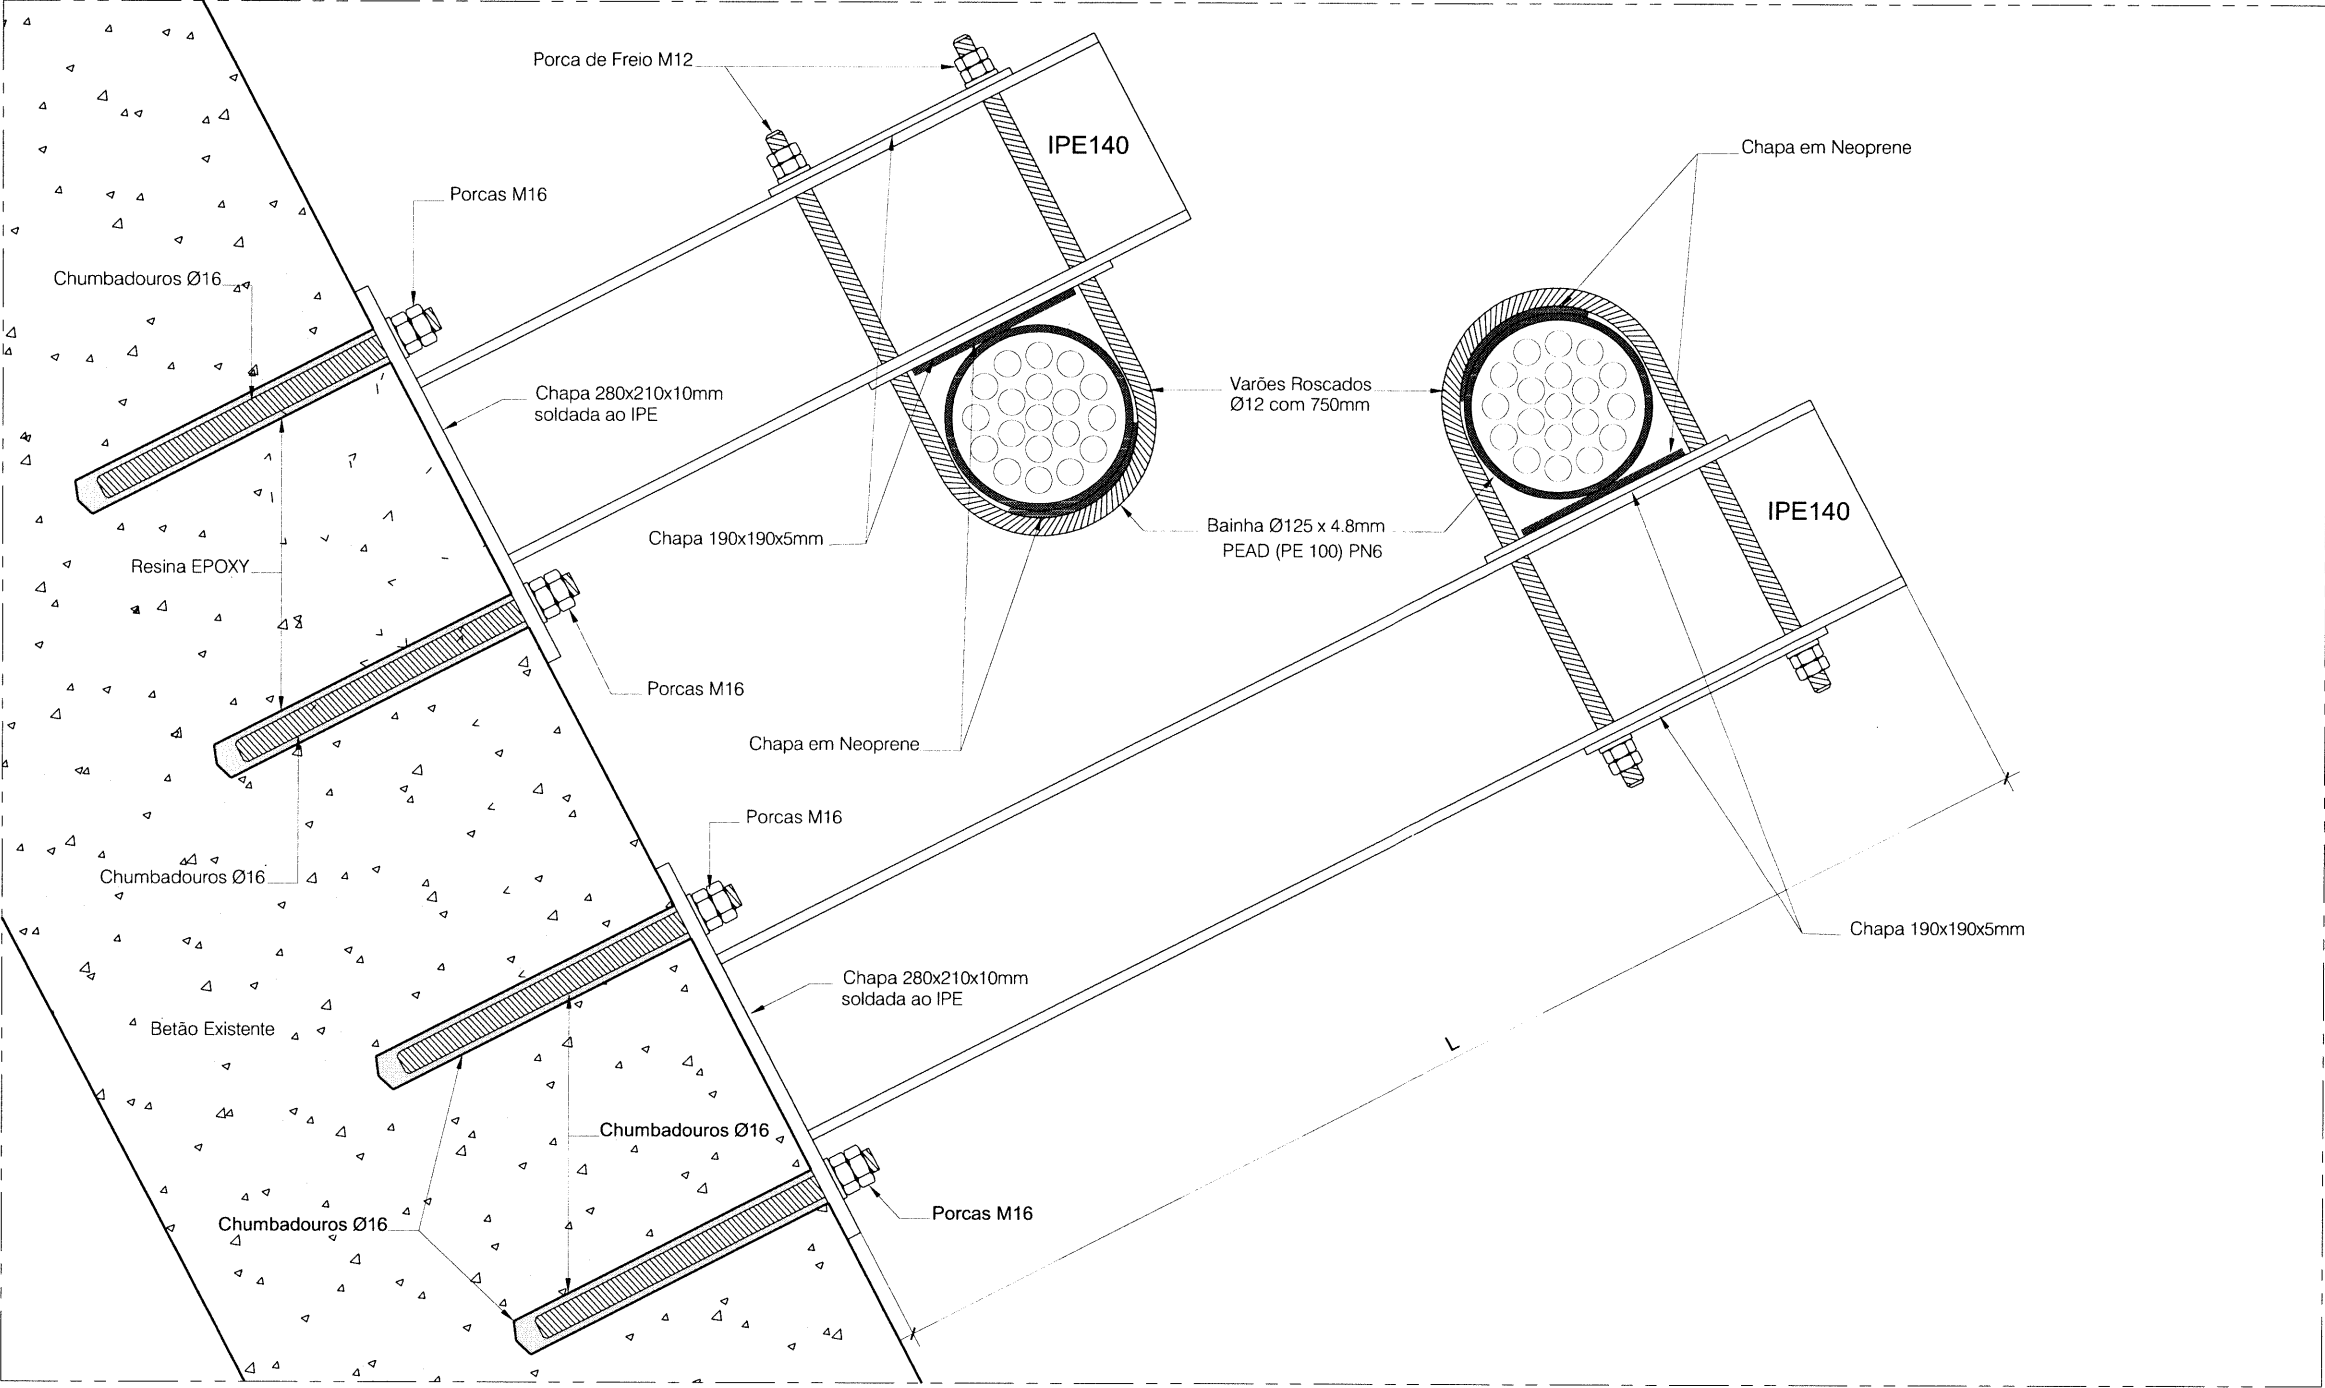 Porca de Freio M12
IPE140
Chapa em Neoprene
Porcas M16
Chumbadouros Ø16
Chapa 280x210x10mm
soldada ao IPE
Varões Roscados
Ø12 com 750mm
Chapa 190x190x5mm
Bainha Ø125 x 4.8mm
PEAD (PE 100) PN6
IPE140
Resina EPOXY
Porcas M16
Chapa em Neoprene
Porcas M16
Chumbadouros Ø16
Chapa 190x190x5mm
Chapa 280x210x10mm
soldada ao IPE
Betão Existente
L
Chumbadouros Ø16
Chumbadouros Ø16
Porcas M16